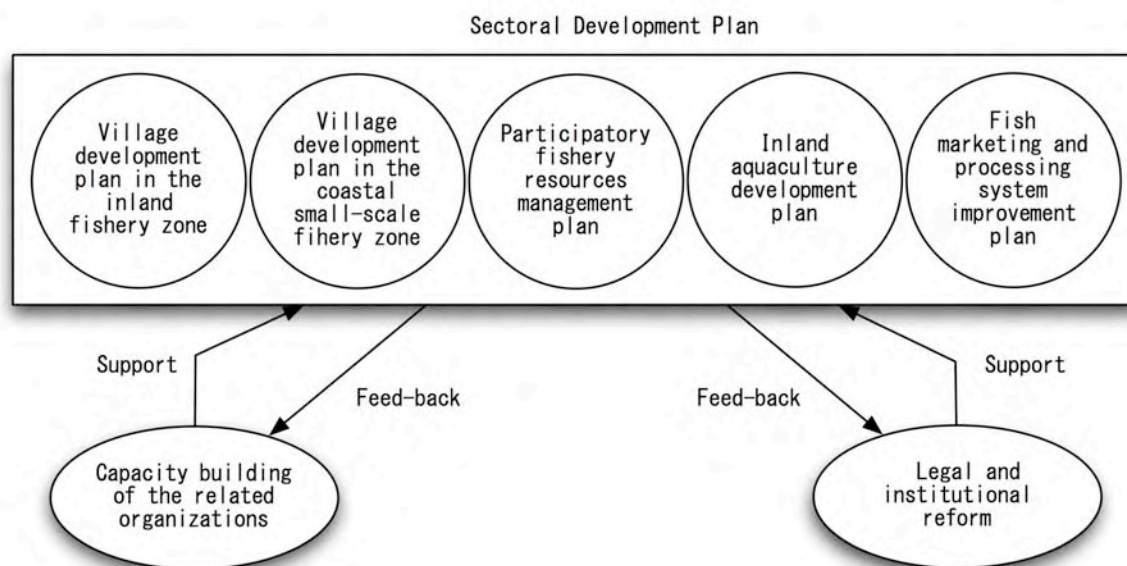 Sectoral Development Plan
Village
development
plan in the
inland
fishery zone
Village
development
plan in the
coastal
small-scale
fihery zone
Participatory
fishery
resources
management
plan
Inland
aquaculture
development
plan
Fish
marketing and
processing
system
improvement
plan
Support
Feed-back
Feed-back
Support
Capacity building
of the related
organizations
Legal and
institutional
reform